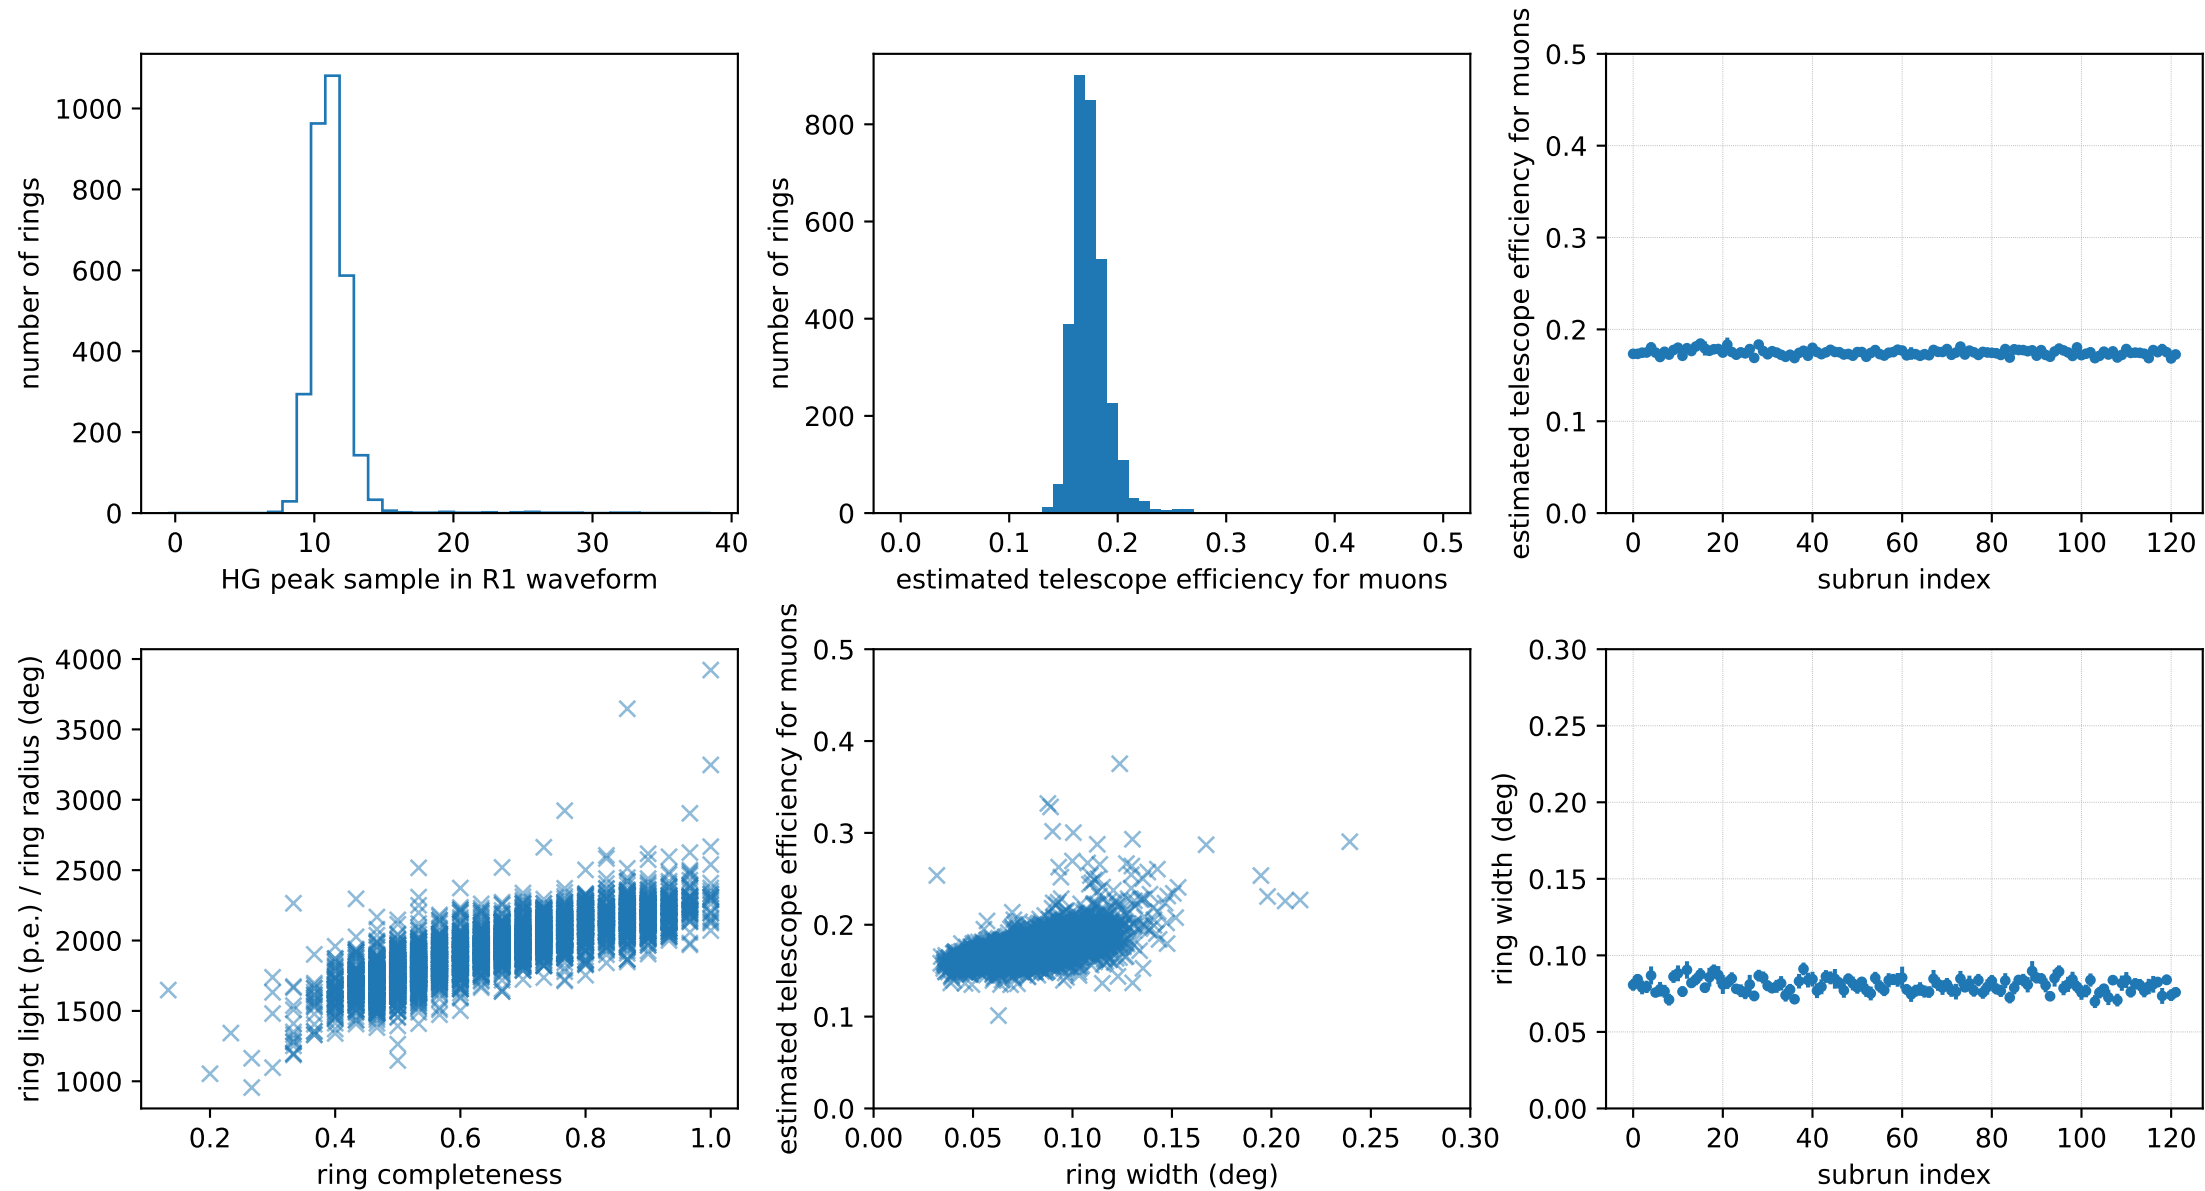 number of rings
1000
800
600
400
200
0
0 10 20 30 40
HG peak sample in R1 waveform
number of rings
800
600
400
200
0
0.0 0.1 0.2 0.3 0.4 0.5
estimated telescope efficiency for muons
estimated telescope efficiency for muons
0.5
0.4
0.3
0.2
0.1
0.0
0 20 40 60 80 100 120
subrun index
ring light (p.e.) / ring radius (deg)
4000
3500
3000
2500
2000
1500
1000
0.2 0.4 0.6 0.8 1.0
ring completeness
estimated telescope efficiency for muons
0.5
0.4
0.3
0.2
0.1
0.0
0.00 0.05 0.10 0.15 0.20 0.25 0.30
ring width (deg)
ring width (deg)
0.30
0.25
0.20
0.15
0.10
0.05
0.00
0 20 40 60 80 100 120
subrun index